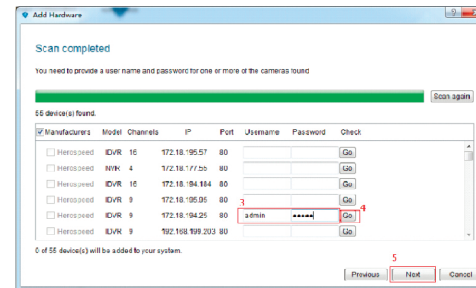 Add Hardware
Scan completed
You need to provide a user name and password for one or more of the cameras found
Scan again
55 device(s) found.
Manufacturers Model Channels IP Port Username Password Check
Herospeed IDVR 16 172.18.195.57 80 Go
Herospeed NVR 4 172.18.177.55 80 Go
Herospeed IDVR 16 172.18.194.184 80 Go
Herospeed IDVR 9 172.18.195.95 80 Go
3
Herospeed IDVR 9 172.18.194.25 80 admin ●●●●● Go 4
Herospeed IDVR 9 192.168.199.203 80 Go
0 of 55 device(s) will be added to your system.
5
Previous Next Cancel